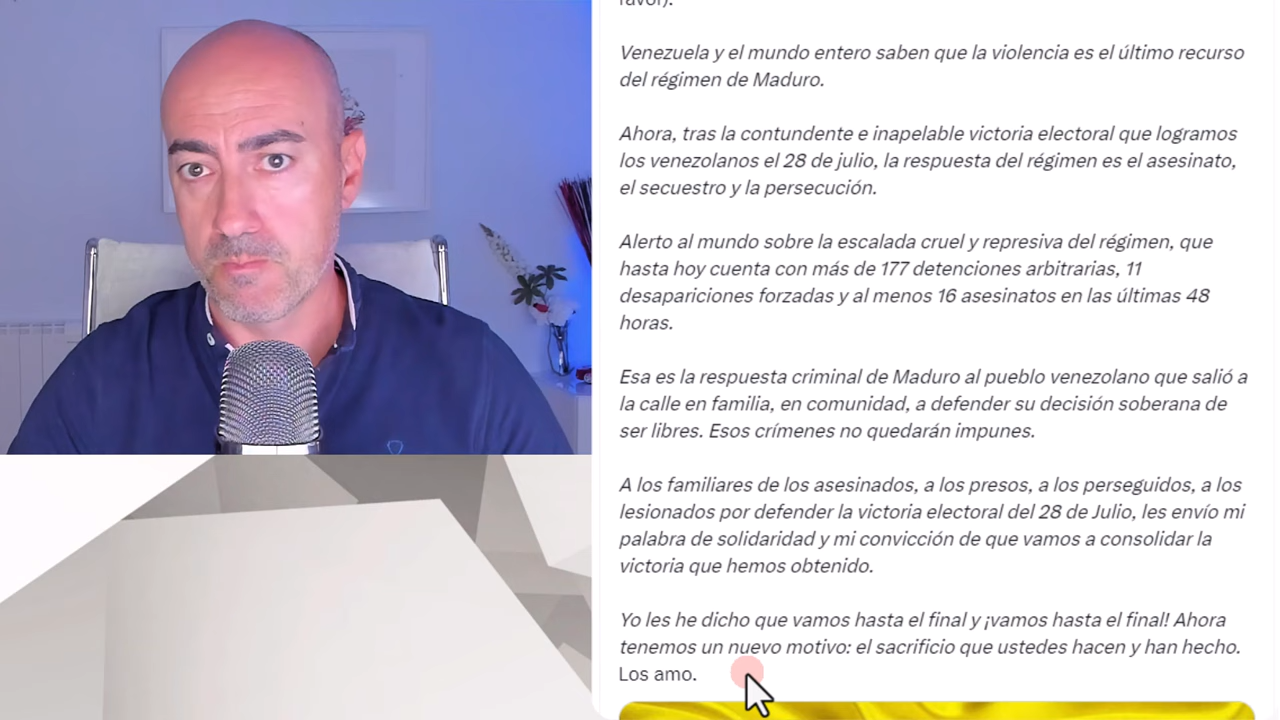 favor).
Venezuela y el mundo entero saben que la violencia es el último recurso
del régimen de Maduro.
Ahora, tras la contundente e inapelable victoria electoral que logramos
los venezolanos el 28 de julio, la respuesta del régimen es el asesinato,
el secuestro y la persecución.
Alerto al mundo sobre la escalada cruel y represiva del régimen, que
hasta hoy cuenta con más de 177 detenciones arbitrarias, 11
desapariciones forzadas y al menos 16 asesinatos en las últimas 48
horas.
Esa es la respuesta criminal de Maduro al pueblo venezolano que salió a
la calle en familia, en comunidad, a defender su decisión soberana de
ser libres. Esos crímenes no quedarán impunes.
A los familiares de los asesinados, a los presos, a los perseguidos, a los
lesionados por defender la victoria electoral del 28 de Julio, les envío mi
palabra de solidaridad y mi convicción de que vamos a consolidar la
victoria que hemos obtenido.
Yo les he dicho que vamos hasta el final y ¡vamos hasta el final! Ahora
tenemos un nuevo motivo: el sacrificio que ustedes hacen y han hecho.
Los amo.